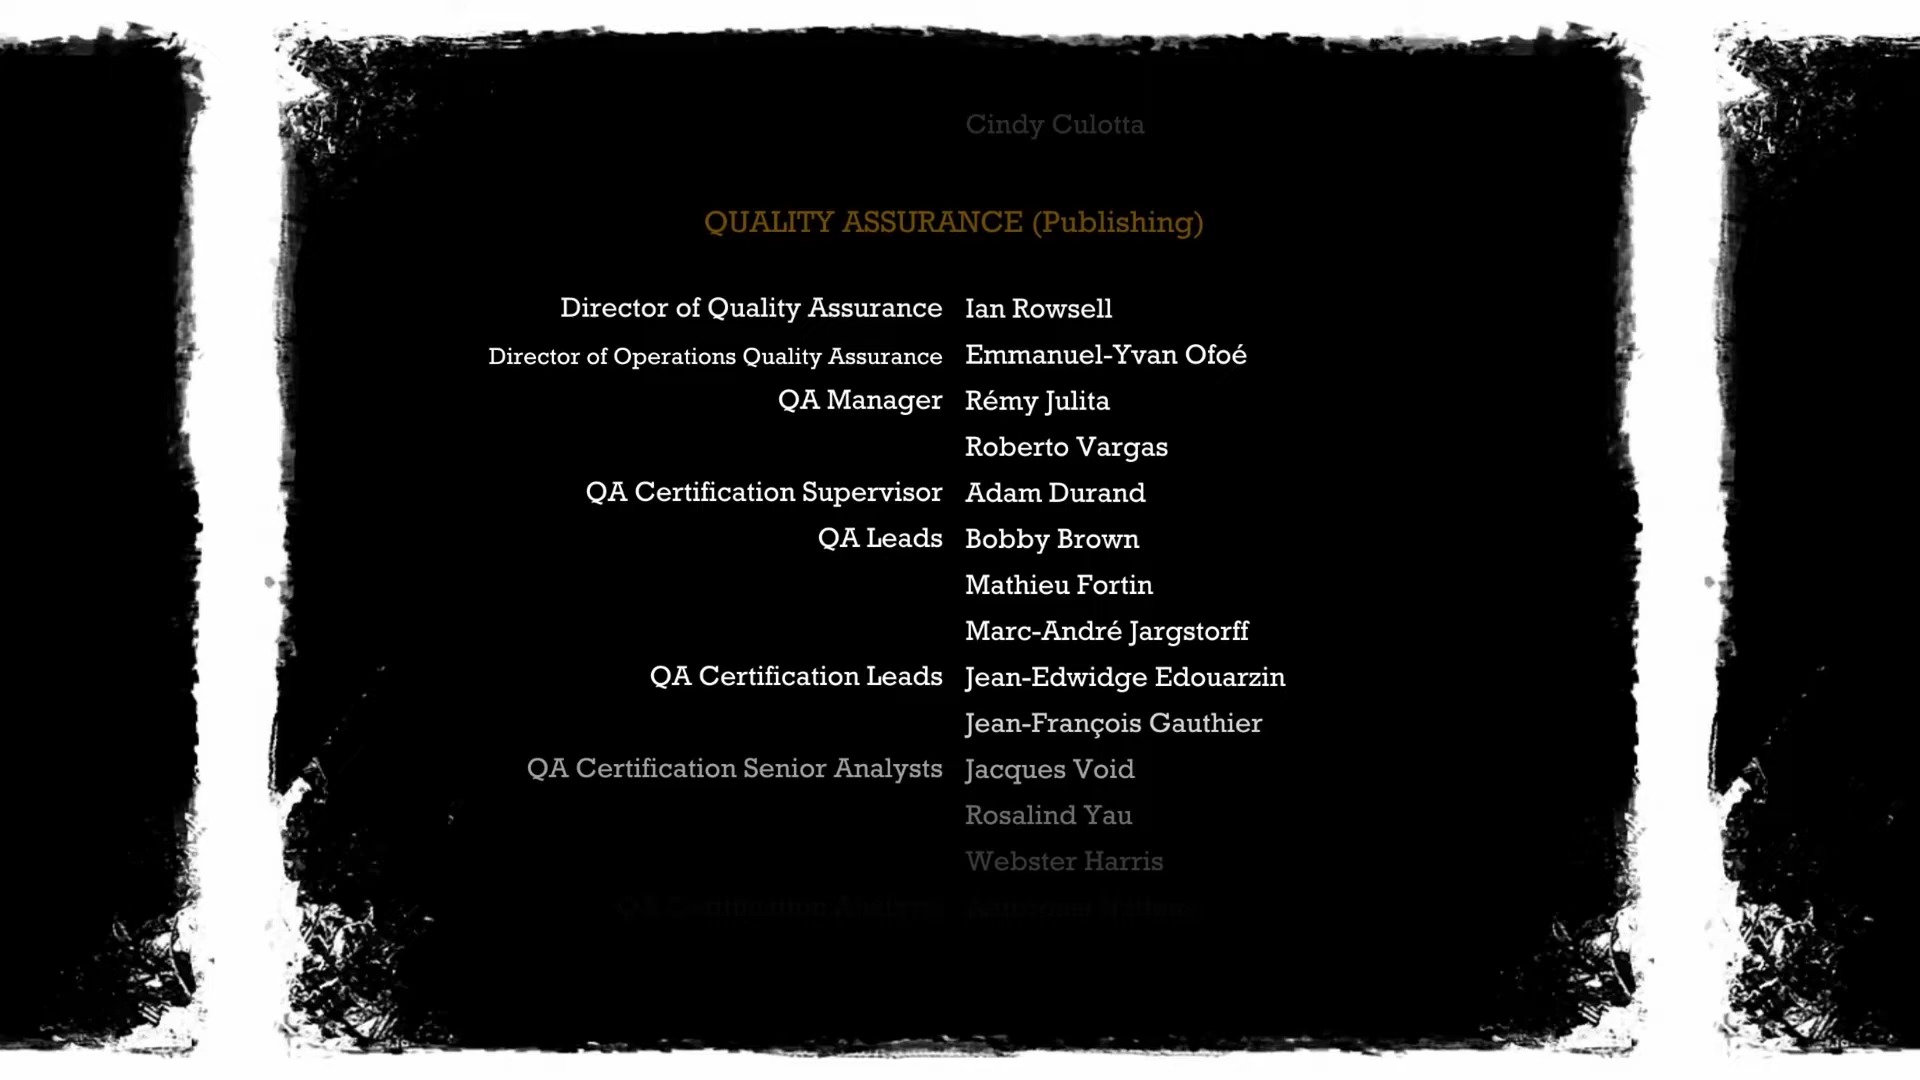 Cindy Culotta
QUALITY ASSURANCE (Publishing)
Director of Quality Assurance Ian Rowsell
Director of Operations Quality Assurance Emmanuel-Yvan Ofoé
QA Manager Rémy Julita
Roberto Vargas
QA Certification Supervisor Adam Durand
QA Leads Bobby Brown
Mathieu Fortin
Marc-André Jargstorff
QA Certification Leads Jean-Edwidge Edouarzin
Jean-François Gauthier
QA Certification Senior Analysts Jacques Void
Rosalind Yau
Webster Harris
QA Certification